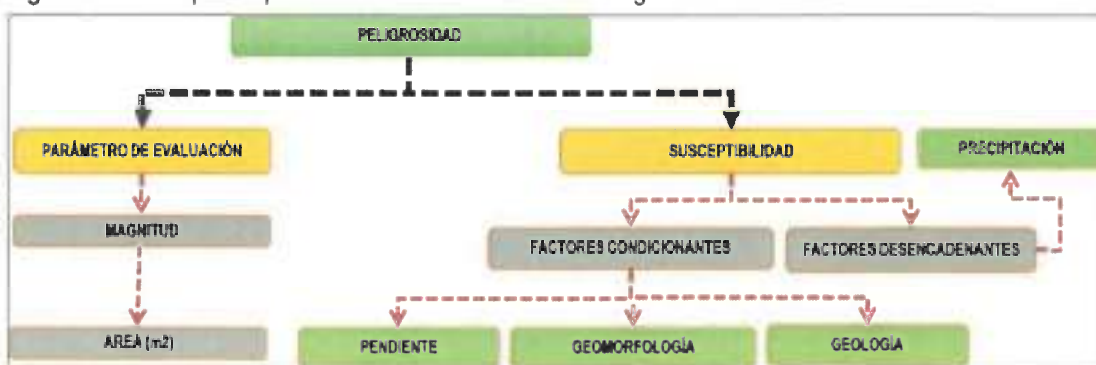 PELIGROSIDAD
PARÁMETRO DE EVALUACIÓN
SUSCEPTIBILIDAD
PRECIPITACIÓN
MAGNITUD
FACTORES CONDICIONANTES
FACTORES DESENCADENANTES
AREA (m2)
PENDIENTE
GEOMORFOLOGÍA
GEOLOGÍA